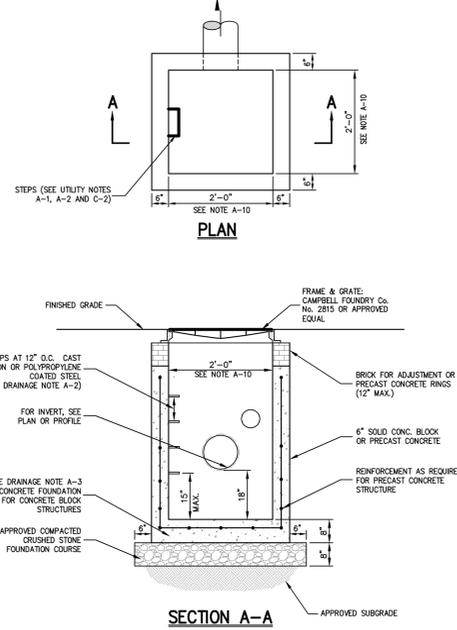 A
A
6"
2'-0"
SEE NOTE A-10
6"
STEPS (SEE UTILITY NOTES
A-1, A-2 AND C-2)
6"
2'-0"
6"
SEE NOTE A-10
PLAN
FINISHED GRADE
FRAME & GRATE:
CAMPBELL FOUNDRY Co.
No. 2815 OR APPROVED
EQUAL
PS AT 12" O.C. CAST
ON OR POLYPROPYLENE
COATED STEEL
DRAINAGE NOTE A-2)
2'-0"
SEE NOTE A-10
BRICK FOR ADJUSTMENT OR
PRECAST CONCRETE RINGS
(12" MAX.)
FOR INVERT, SEE
PLAN OR PROFILE
6" SOLID CONC. BLOCK
OR PRECAST CONCRETE
E DRAINAGE NOTE A-3
CONCRETE FOUNDATION
FOR CONCRETE BLOCK
STRUCTURES
REINFORCEMENT AS REQUIRE
FOR PRECAST CONCRETE
STRUCTURE
15"
MAX.
18"
APPROVED COMPACTED
CRUSHED STONE
FOUNDATION COURSE
6"
6"
8"
8"
APPROVED SUBGRADE
SECTION A-A